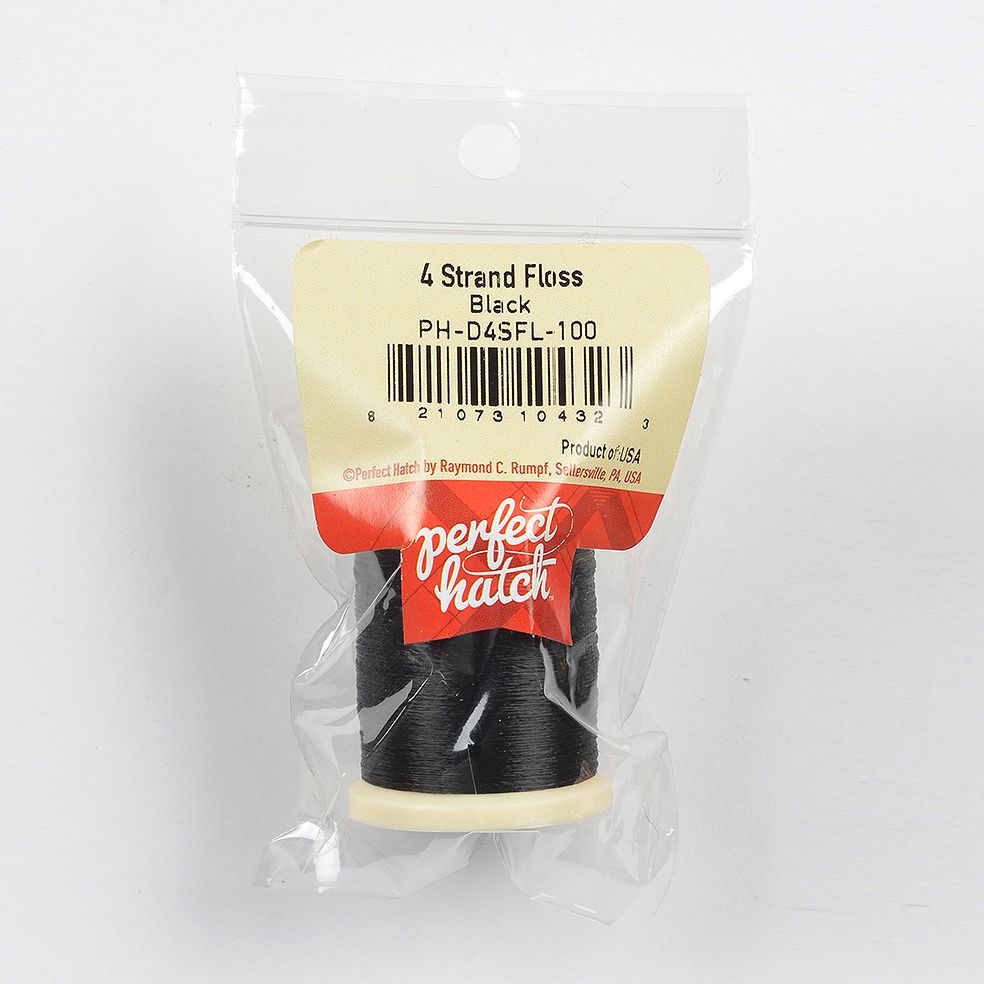 4 Strand Floss
Black
PH-D4SFL-100
8 21073 10432 3
Product of USA
©Perfect Hatch by Raymond C. Rumpf, Sellersville, PA, USA
perfect
hatch™